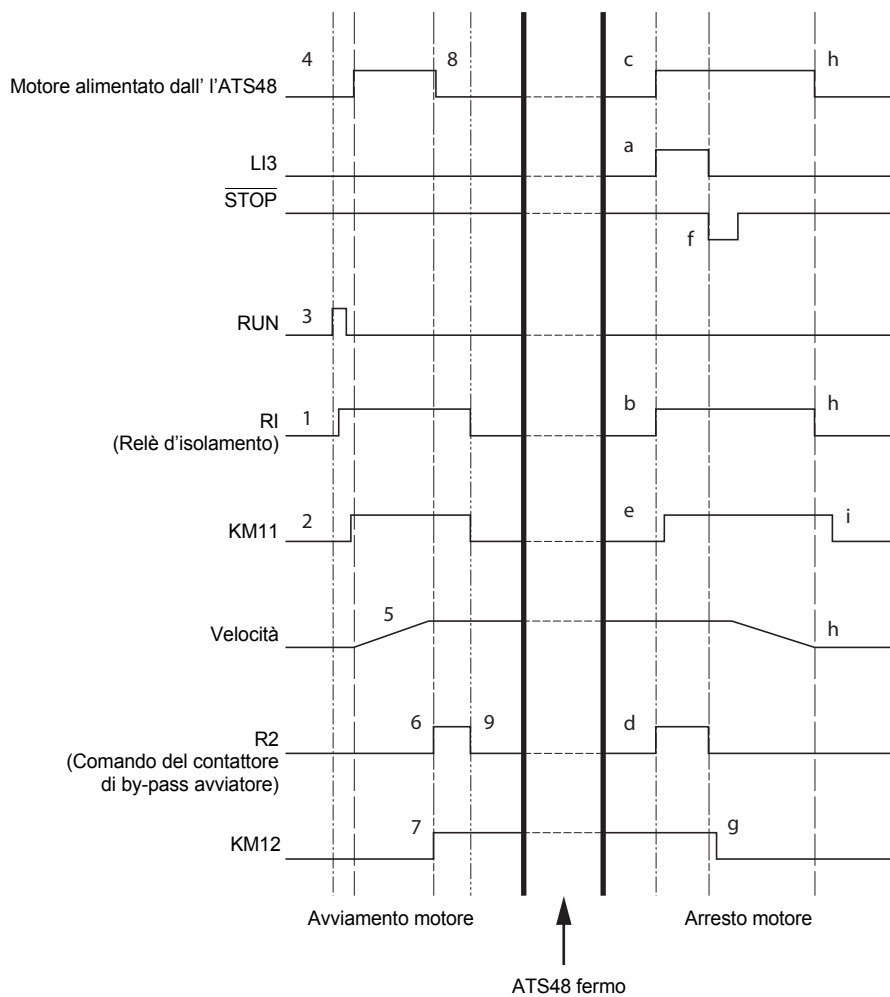 4 8 c h
Motore alimentato dall' l'ATS48
a
LI3
STOP
f
3
RUN
1 b h
RI
(Relè d'isolamento)
2 e i
KM11
5
Velocità h
6 9 d
R2
(Comando del contattore
di by-pass avviatore)
7 g
KM12
Avviamento motore Arresto motore
ATS48 fermo